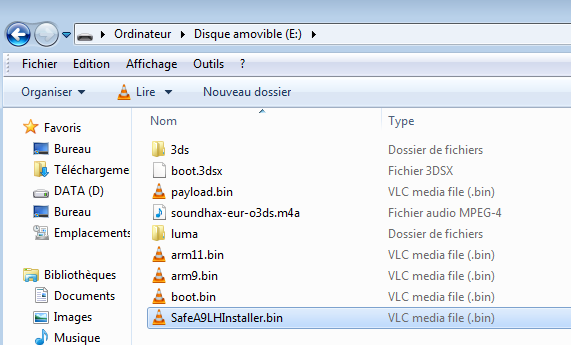 Ordinateur Disque amovible (E:)
Fichier Edition Affichage Outils ?
Organiser Lire Nouveau dossier
Nom Type
Favoris
Bureau
Téléchargeme
DATA (D)
Bureau
Emplacements
Bibliothèques
Documents
Images
Musique
3ds Dossier de fichiers
boot.3dsx Fichier 3DSX
payload.bin VLC media file (.bin)
soundhax-eur-o3ds.m4a Fichier audio MPEG-4
luma Dossier de fichiers
arm11.bin VLC media file (.bin)
arm9.bin VLC media file (.bin)
boot.bin VLC media file (.bin)
SafeA9LHInstaller.bin VLC media file (.bin)